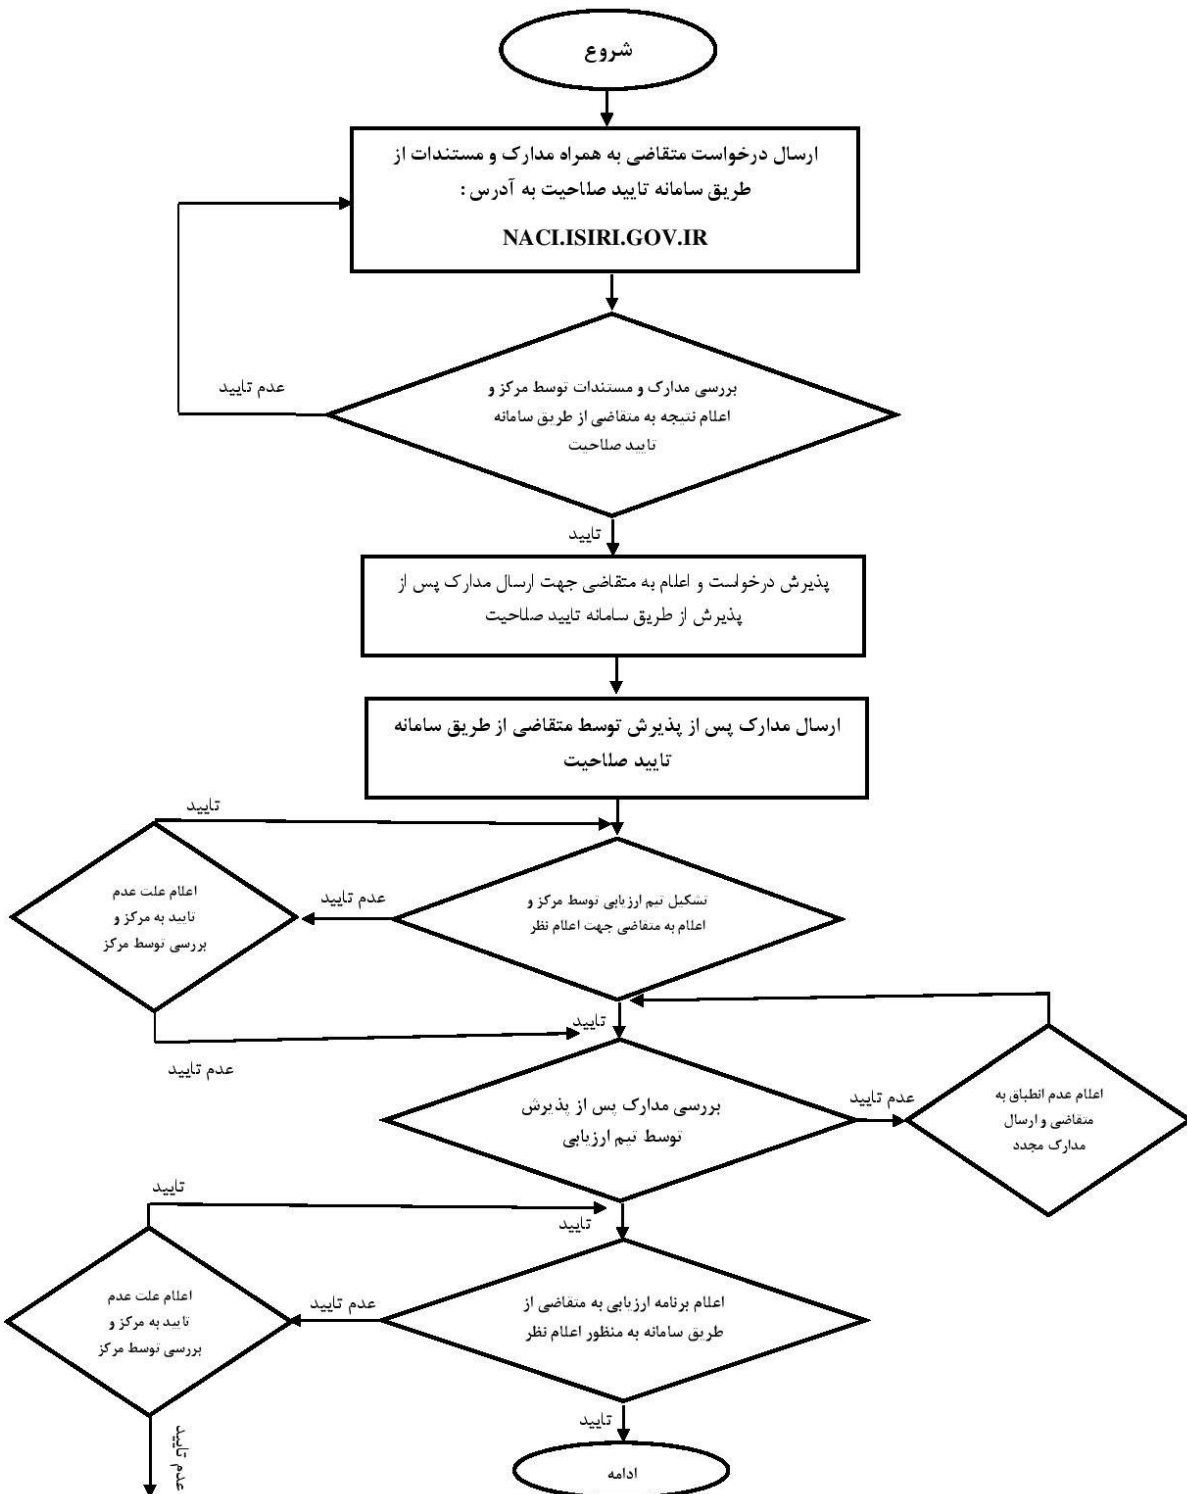 شروع
ارسال درخواست متقاضی به همراه مدارک و مستندات از
طریق سامانه تایید صلاحیت به آدرس :
NACI.ISIRI.GOV.IR
عدم تایید
بررسی مدارک و مستندات توسط مرکز و
اعلام نتیجه به متقاضی از طریق سامانه
تایید صلاحیت
تایید
پذیرش درخواست و اعلام به متقاضی جهت ارسال مدارک پس از
پذیرش از طریق سامانه تایید صلاحیت
ارسال مدارک پس از پذیرش توسط متقاضی از طریق سامانه
تایید صلاحیت
تایید
تشکیل تیم ارزیابی توسط مرکز و
اعلام به متقاضی جهت اعلام نظر
عدم تایید
اعلام علت عدم
تایید به مرکز و
بررسی توسط مرکز
تایید
عدم تایید
بررسی مدارک پس از پذیرش
توسط تیم ارزیابی
عدم تایید
اعلام عدم انطباق به
متقاضی و ارسال
مدارک مجدد
تایید
تایید
اعلام برنامه ارزیابی به متقاضی از
طریق سامانه به منظور اعلام نظر
عدم تایید
اعلام علت عدم
تایید به مرکز و
بررسی توسط مرکز
تایید
عدم تایید
ادامه